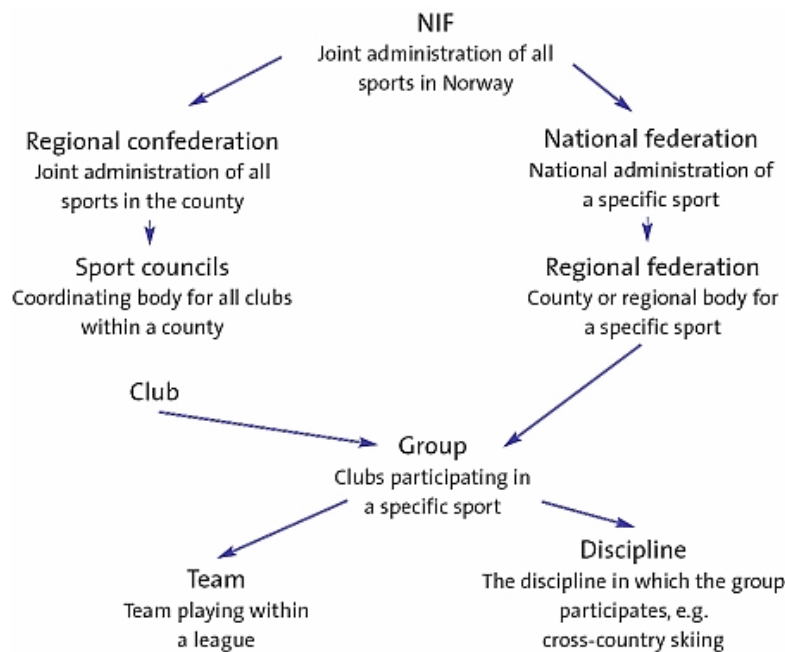 NIF
Joint administration of all
sports in Norway
Regional confederation
Joint administration of all
sports in the county
National federation
National administration of
a specific sport
Sport councils
Coordinating body for all clubs
within a county
Regional federation
County or regional body for
a specific sport
Club
Group
Clubs participating in
a specific sport
Team
Team playing within
a league
Discipline
The discipline in which the group
participates, e.g.
cross-country skiing